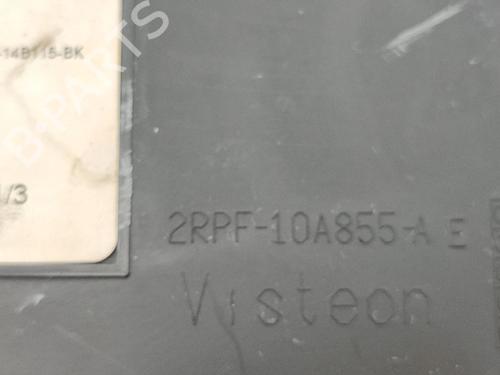 -14B115-BK
/3
2RPF-10A855-A E
Visteon
B-PARTS